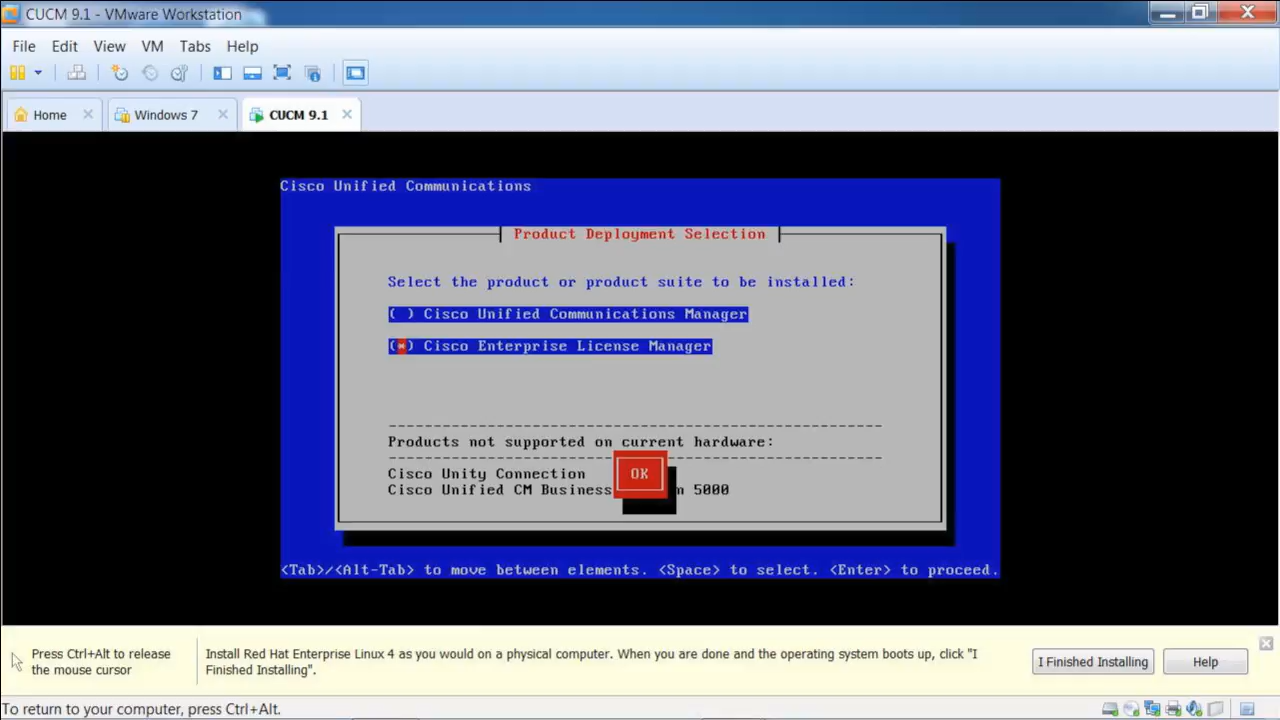 CUCM 9.1 - VMware Workstation
File Edit View VM Tabs Help
Home Windows 7 CUCM 9.1
Cisco Unified Communications
Product Deployment Selection
Select the product or product suite to be installed:
( ) Cisco Unified Communications Manager
(*) Cisco Enterprise License Manager
Products not supported on current hardware:
Cisco Unity Connection
OK
Cisco Unified CM Business n 5000
<Tab>/<Alt-Tab> to move between elements. <Space> to select. <Enter> to proceed.
Press Ctrl+Alt to release
the mouse cursor
Install Red Hat Enterprise Linux 4 as you would on a physical computer. When you are done and the operating system boots up, click "I
Finished Installing".
I Finished Installing
Help
To return to your computer, press Ctrl+Alt.